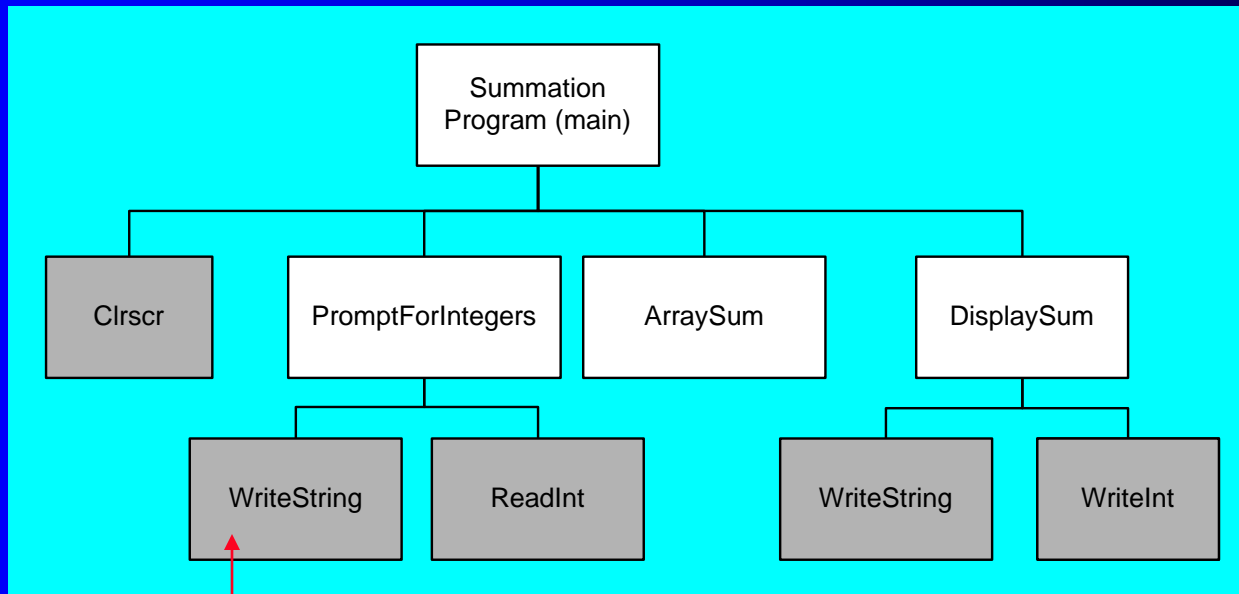 Summation
Program (main)
Clrscr
PromptForIntegers
ArraySum
DisplaySum
WriteString
ReadInt
WriteString
WriteInt